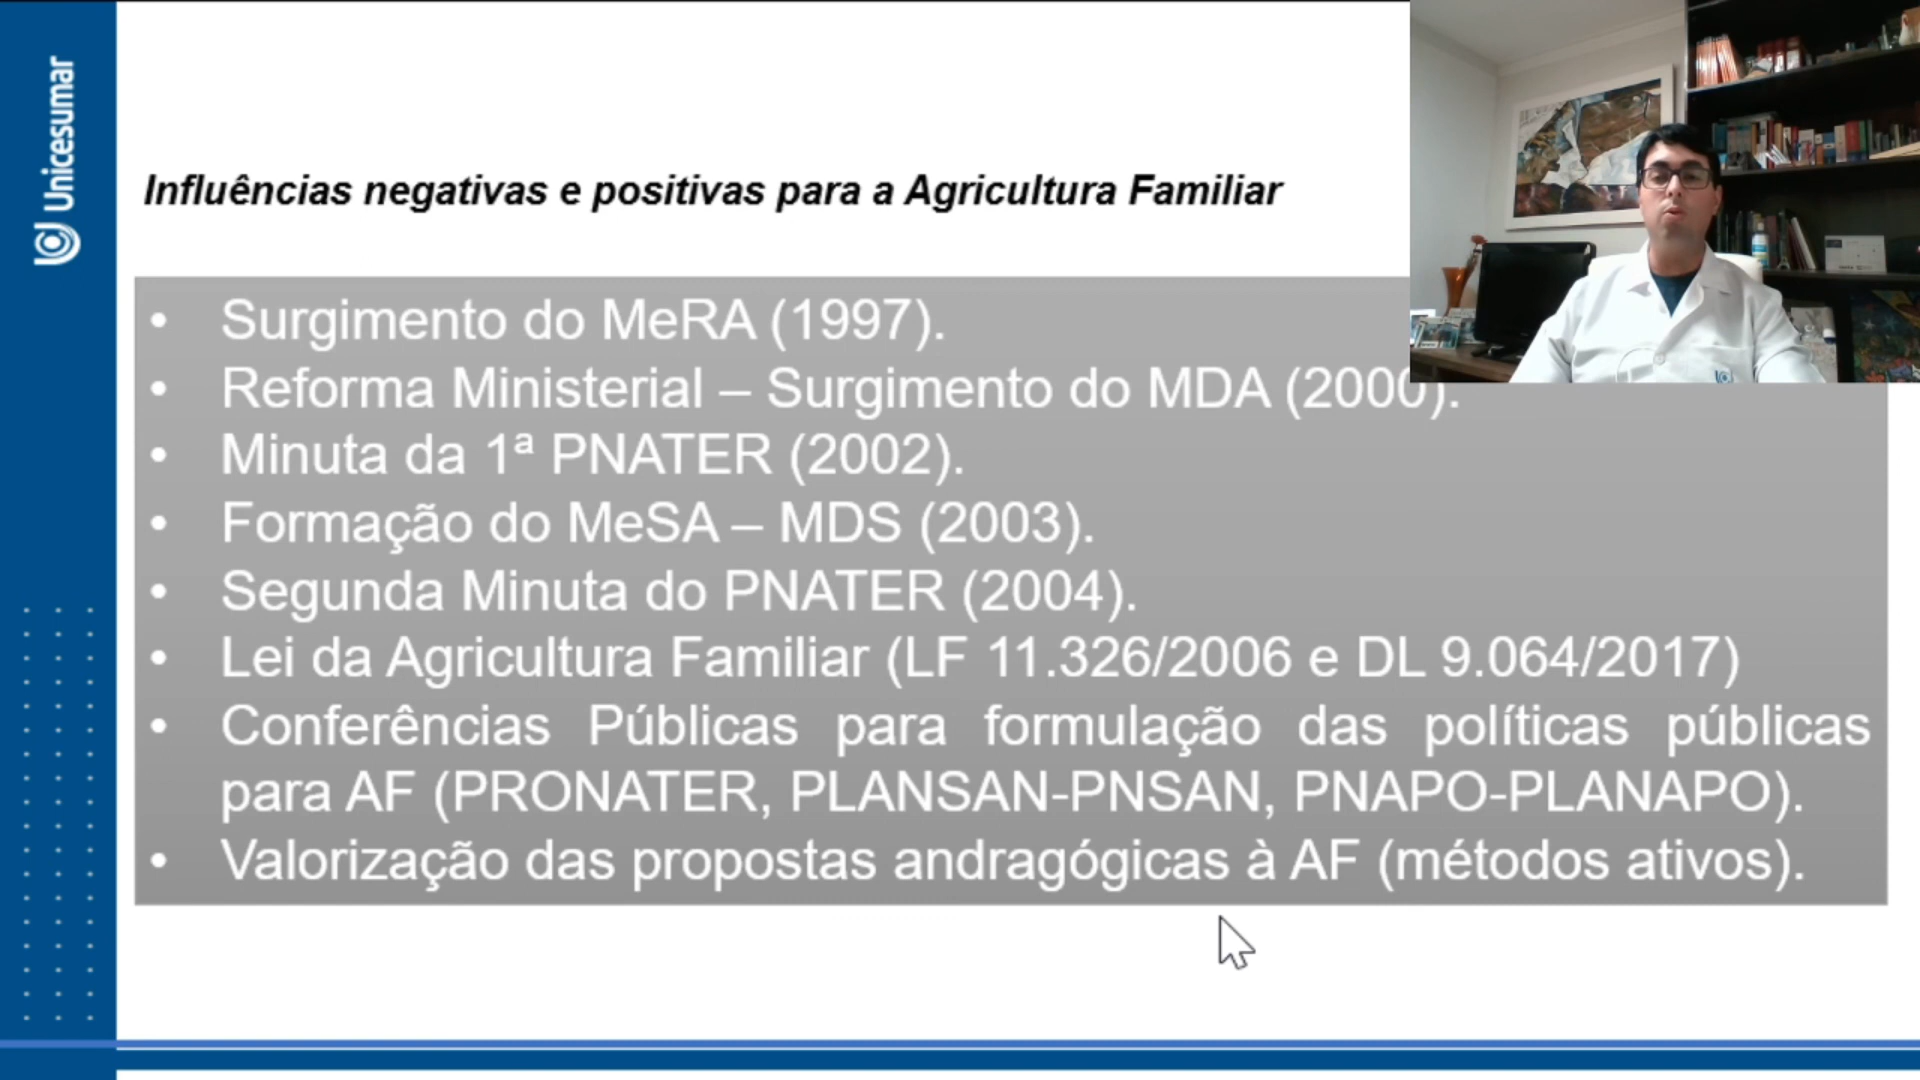 Unicesumar
Influências negativas e positivas para a Agricultura Familiar
• Surgimento do MeRA (1997).
• Reforma Ministerial – Surgimento do MDA (2000).
• Minuta da 1ª PNATER (2002).
• Formação do MeSA – MDS (2003).
• Segunda Minuta do PNATER (2004).
• Lei da Agricultura Familiar (LF 11.326/2006 e DL 9.064/2017)
• Conferências Públicas para formulação das políticas públicas
para AF (PRONATER, PLANSAN-PNSAN, PNAPO-PLANAPO).
• Valorização das propostas andragógicas à AF (métodos ativos).